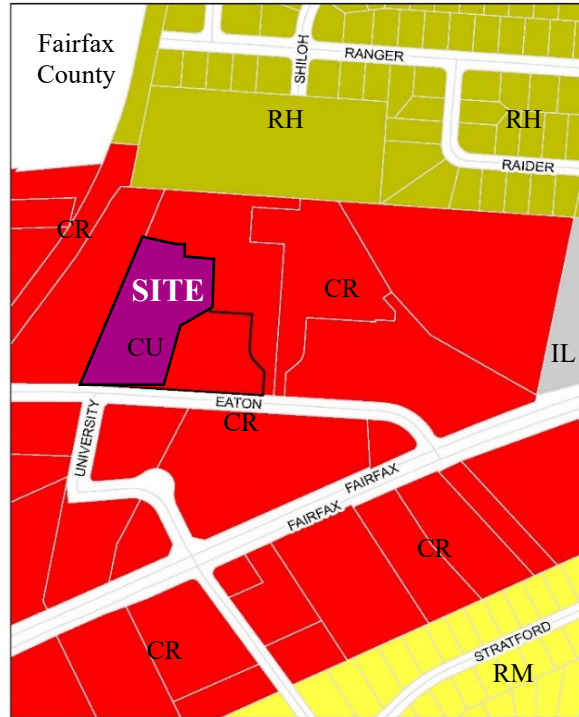 Fairfax
County
SHILOH
RANGER
RH
RH
RAIDER
CR
SITE
CR
CU
IL
EATON
CR
UNIVERSITY
FAIRFAX
FAIRFAX
CR
CR
STRATFORD
RM